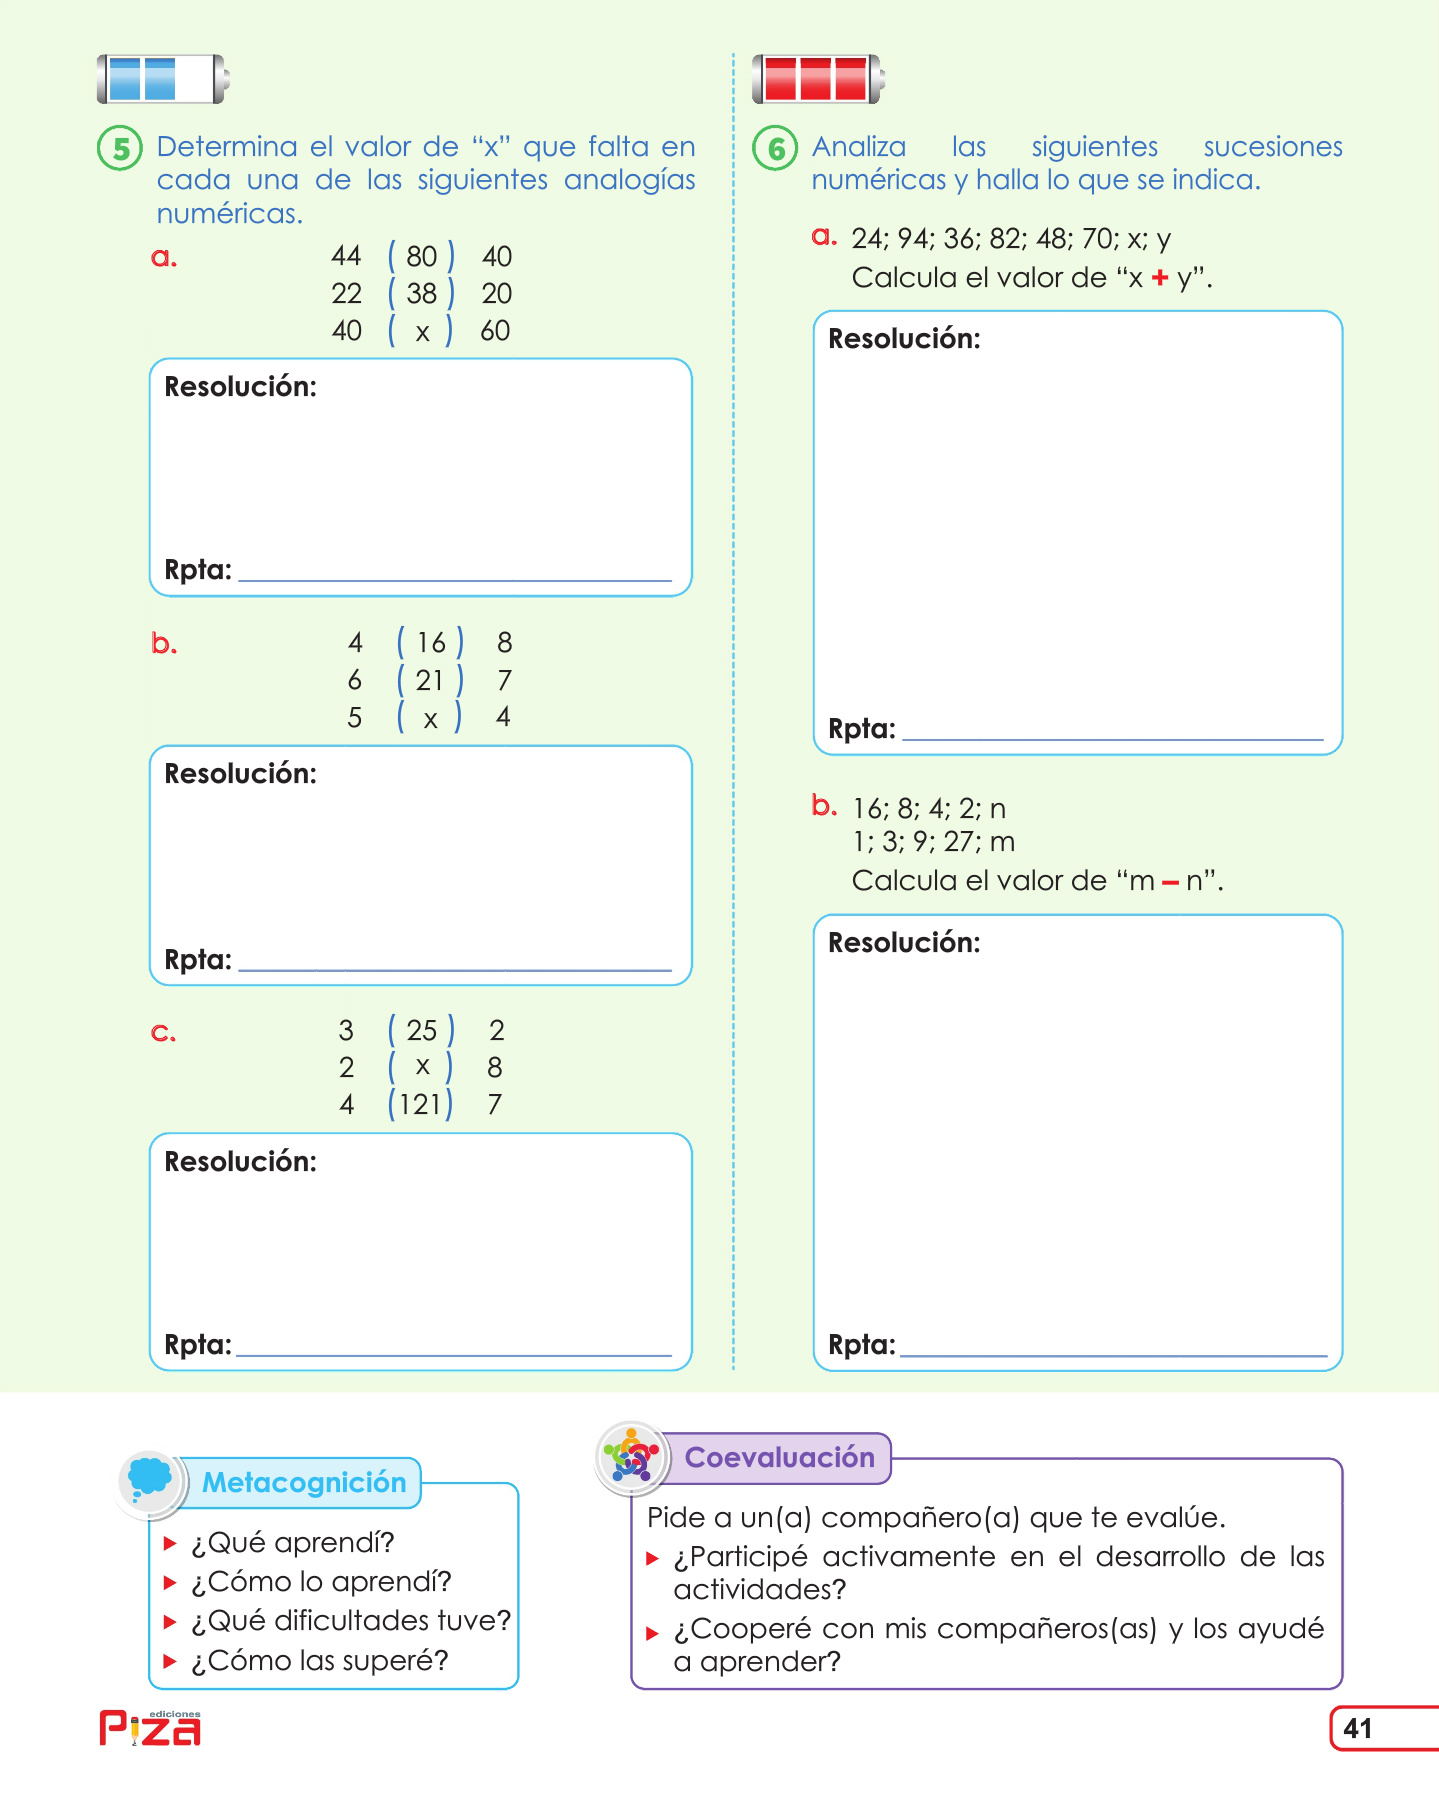 5 Determina el valor de “x” que falta en
cada una de las siguientes analogías
numéricas.
a. 44 ( 80 ) 40
22 ( 38 ) 20
40 ( x ) 60
Resolución:
Rpta:
b. 4 ( 16 ) 8
6 ( 21 ) 7
5 ( x ) 4
Resolución:
Rpta:
c. 3 ( 25 ) 2
2 ( x ) 8
4 ( 121 ) 7
Resolución:
Rpta:
6 Analiza las siguientes sucesiones
numéricas y halla lo que se indica.
a. 24; 94; 36; 82; 48; 70; x; y
Calcula el valor de “x + y”.
Resolución:
Rpta:
b. 16; 8; 4; 2; n
1; 3; 9; 27; m
Calcula el valor de “m – n”.
Resolución:
Rpta:
Metacognición
¿Qué aprendí?
¿Cómo lo aprendí?
¿Qué dificultades tuve?
¿Cómo las superé?
Coevaluación
Pide a un(a) compañero(a) que te evalúe.
¿Participé activamente en el desarrollo de las
actividades?
¿Cooperé con mis compañeros(as) y los ayudé
a aprender?
ediciones
Piza
41